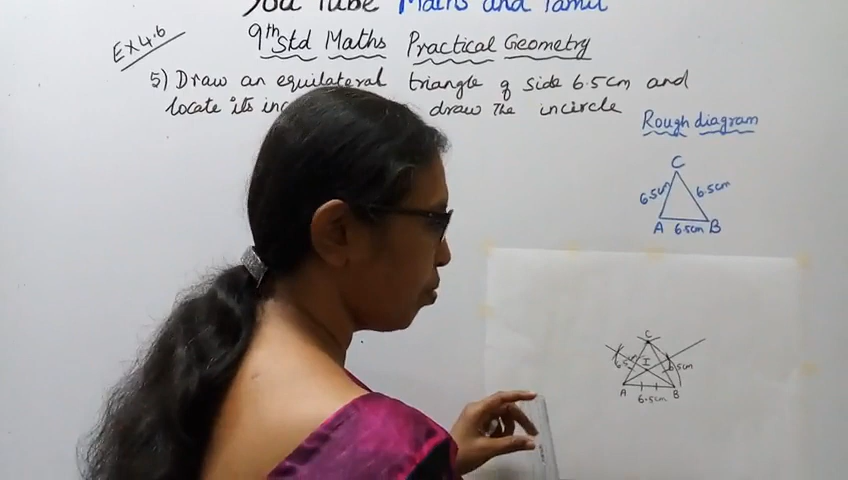 You Tube Maths and Tamil
Ex 4.6
9th Std Maths Practical Geometry
5) Draw an equilateral triangle of side 6.5cm and
locate its draw the incircle
Rough diagram
C
6.5cm 6.5cm
A 6.5cm B
C
6.5cm I 6.5cm
A 6.5cm B